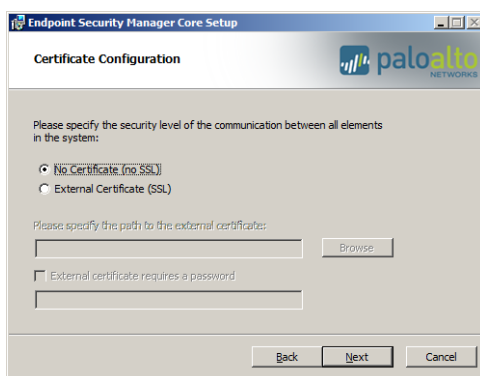 Endpoint Security Manager Core Setup
Certificate Configuration
paloalto
NETWORKS
Please specify the security level of the communication between all elements
in the system:
No Certificate (no SSL)
External Certificate (SSL)
Please specify the path to the external certificate:
Browse
External certificate requires a password
Back Next Cancel